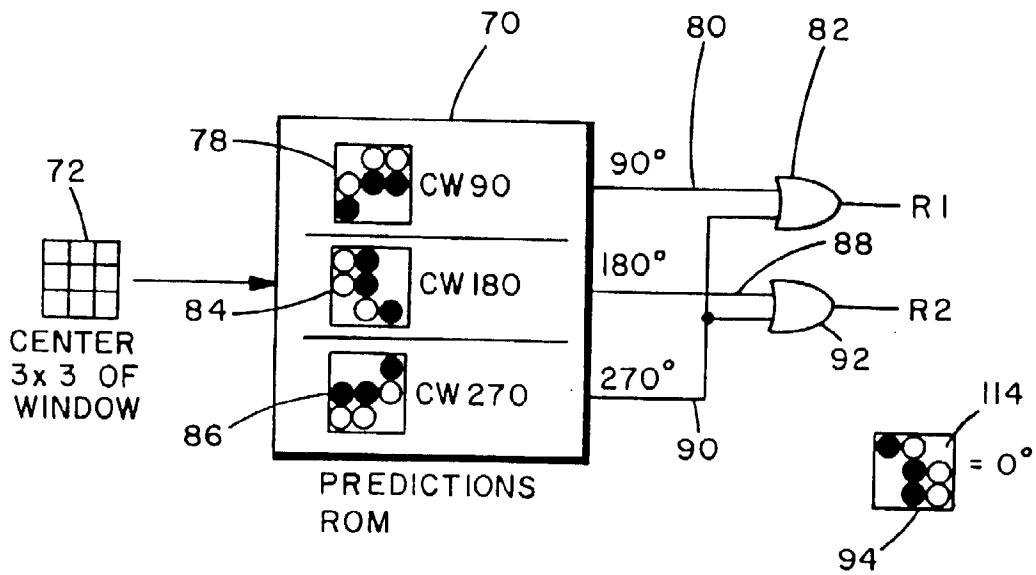 70
80
82
78
90°
72
CW90
R1
88
180°
CW180
84
R2
CENTER
3x3 OF
WINDOW
92
270°
CW270
114
86
90
= 0°
PREDICTIONS
ROM
94